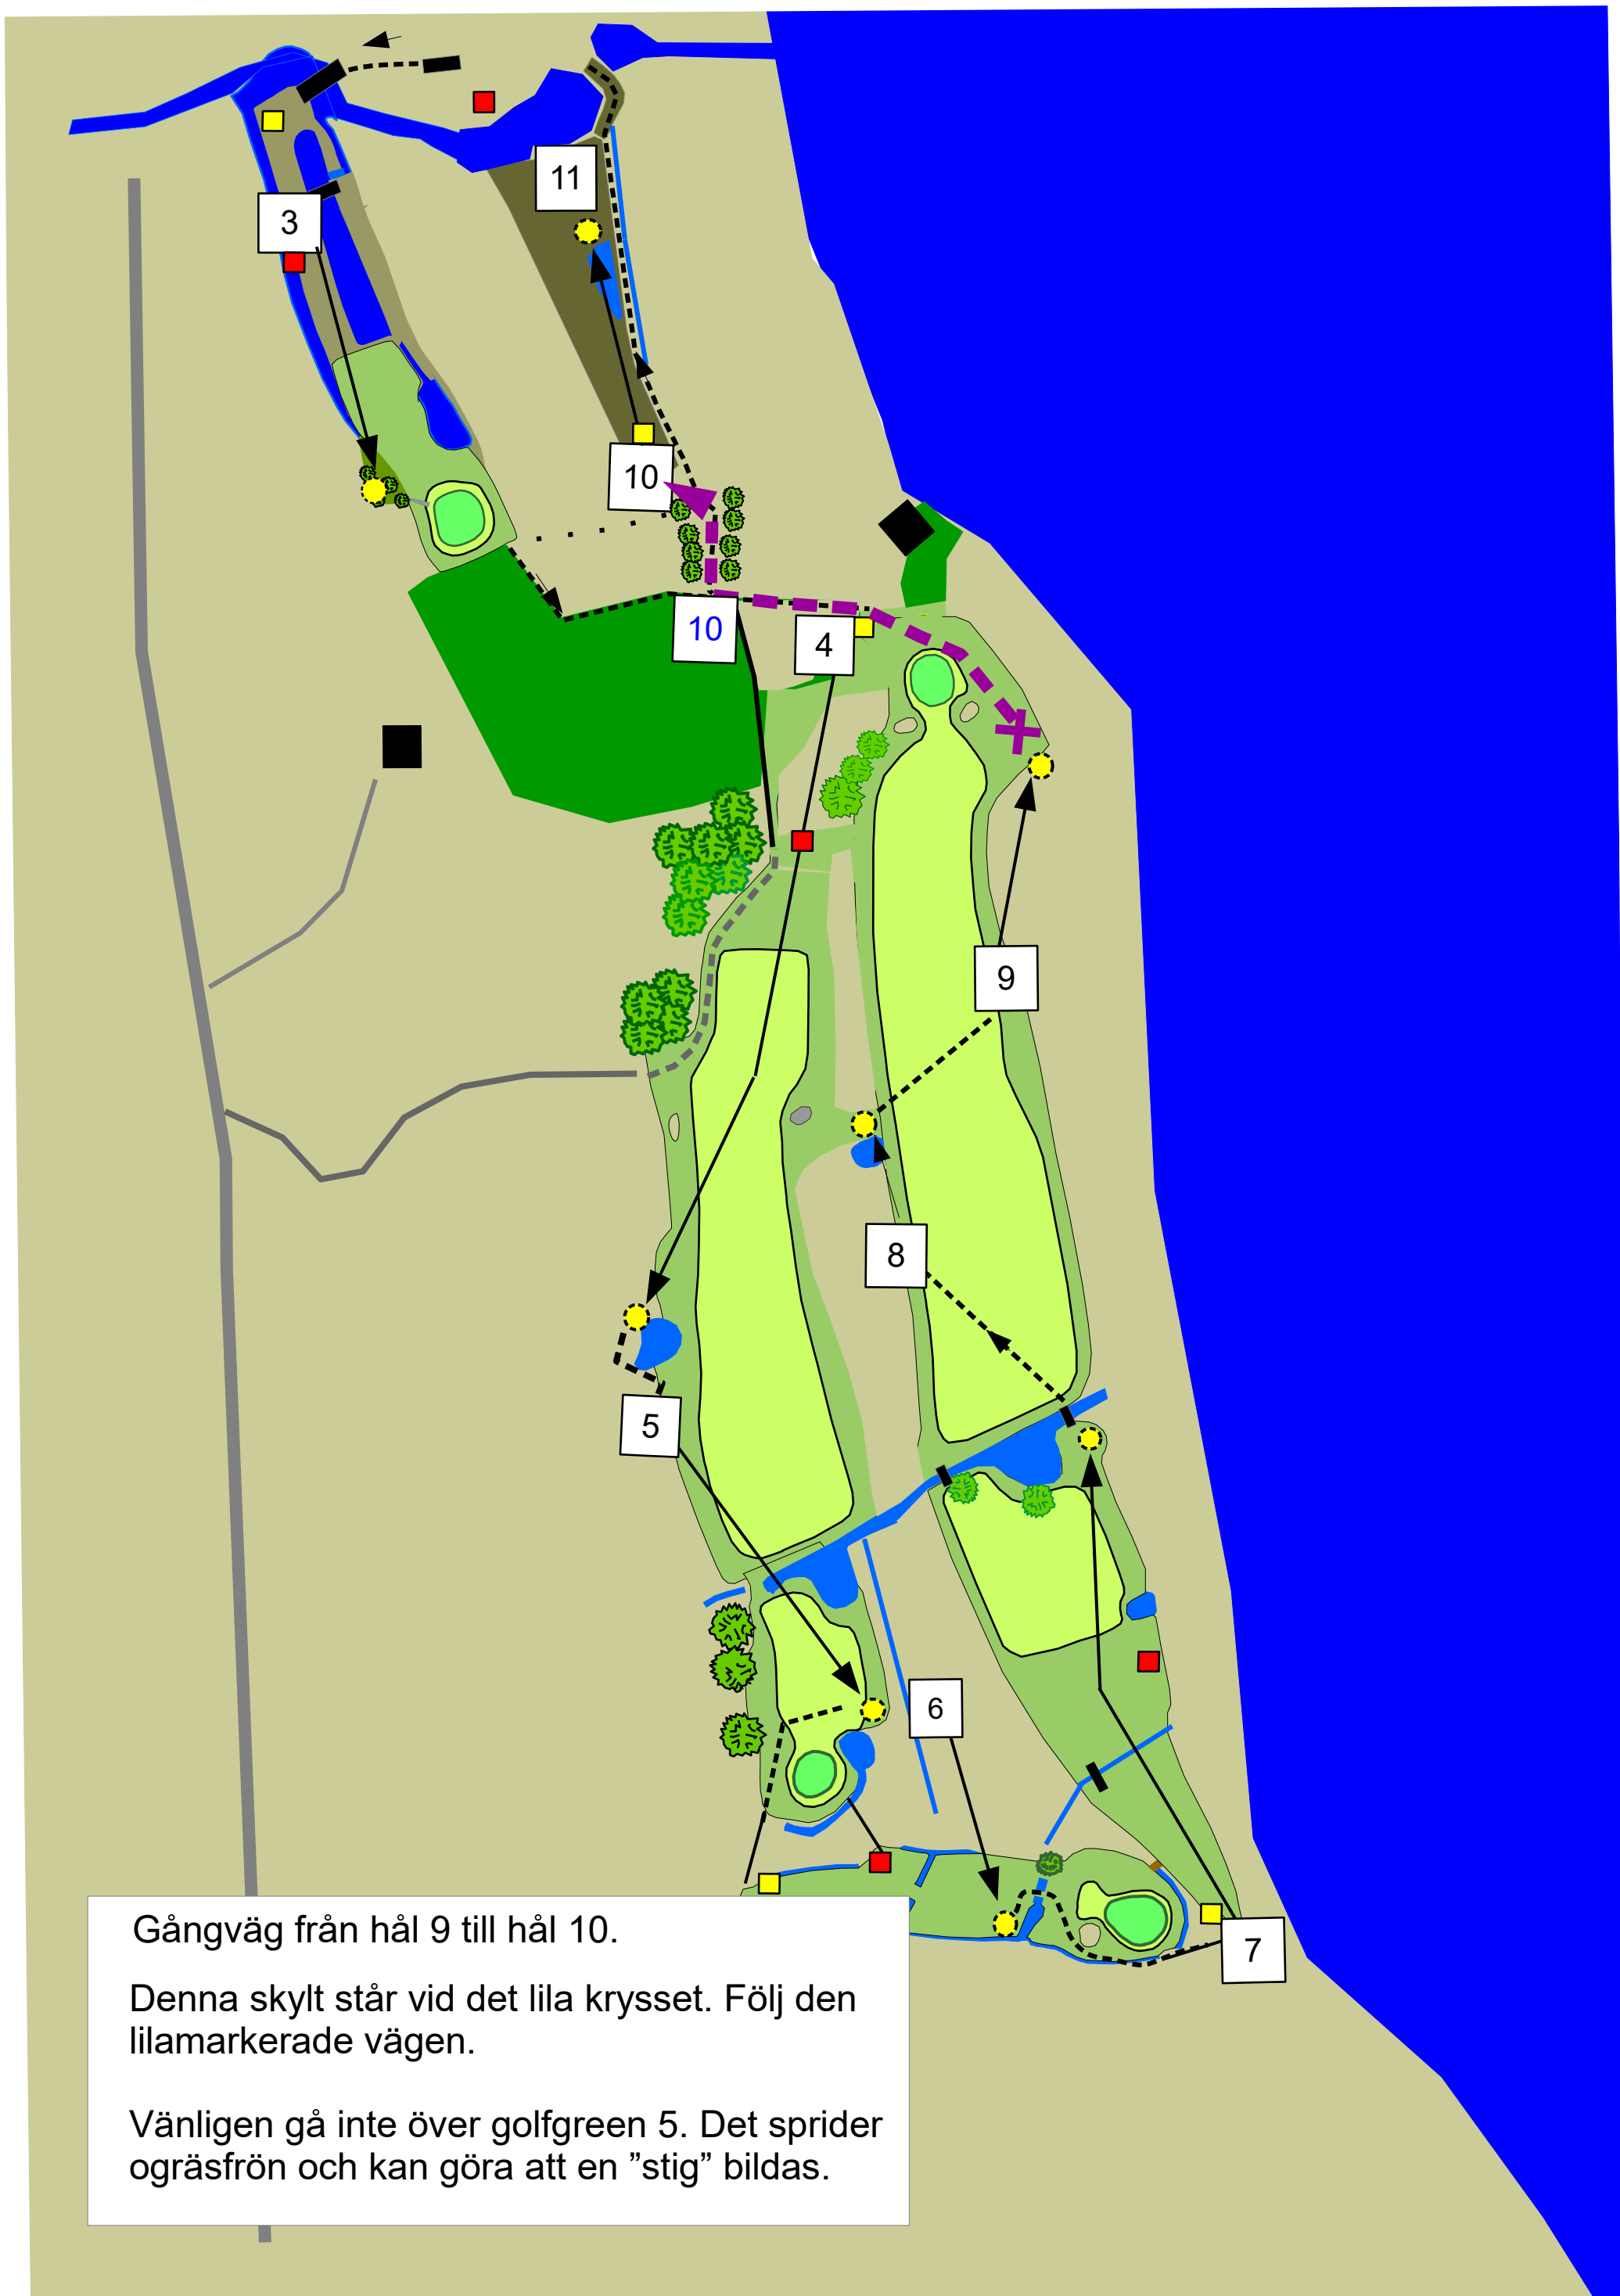 11
3
10
10
4
9
8
5
6
7
Gångväg från hål 9 till hål 10.
Denna skylt står vid det lila krysset. Följ den
lilamarkerade vägen.
Vänligen gå inte över golfgreen 5. Det sprider
ogräsfrön och kan göra att en ”stig” bildas.